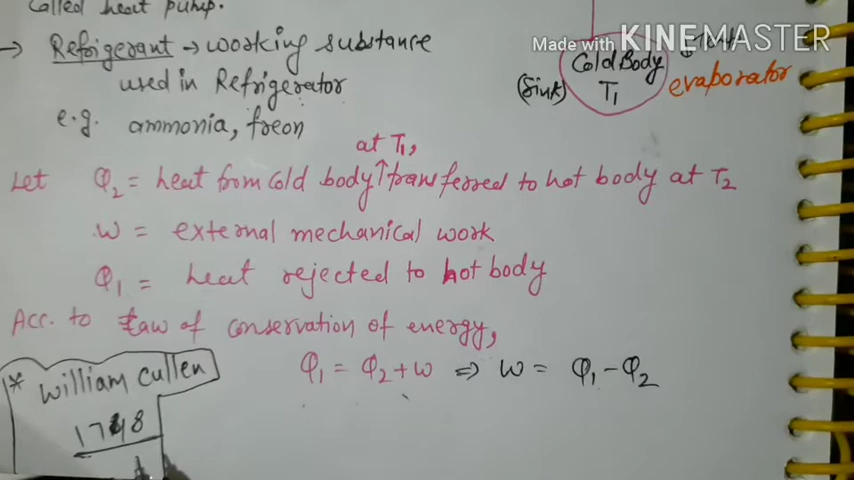 called heat pump.
→ Refrigerant → working substance
used in Refrigerator
e.g. ammonia, freon
Made with KINEMASTER
Cold Body
(Sink)
T₁
evaporator
at T₁,
Let Q₂ = heat from cold body ↑ transferred to hot body at T₂
W = external mechanical work
Q₁ = heat rejected to hot body
Acc. to Law of conservation of energy,
Q₁ = Q₂ + W ⇒ W = Q₁ - Q₂
* William Cullen
1748